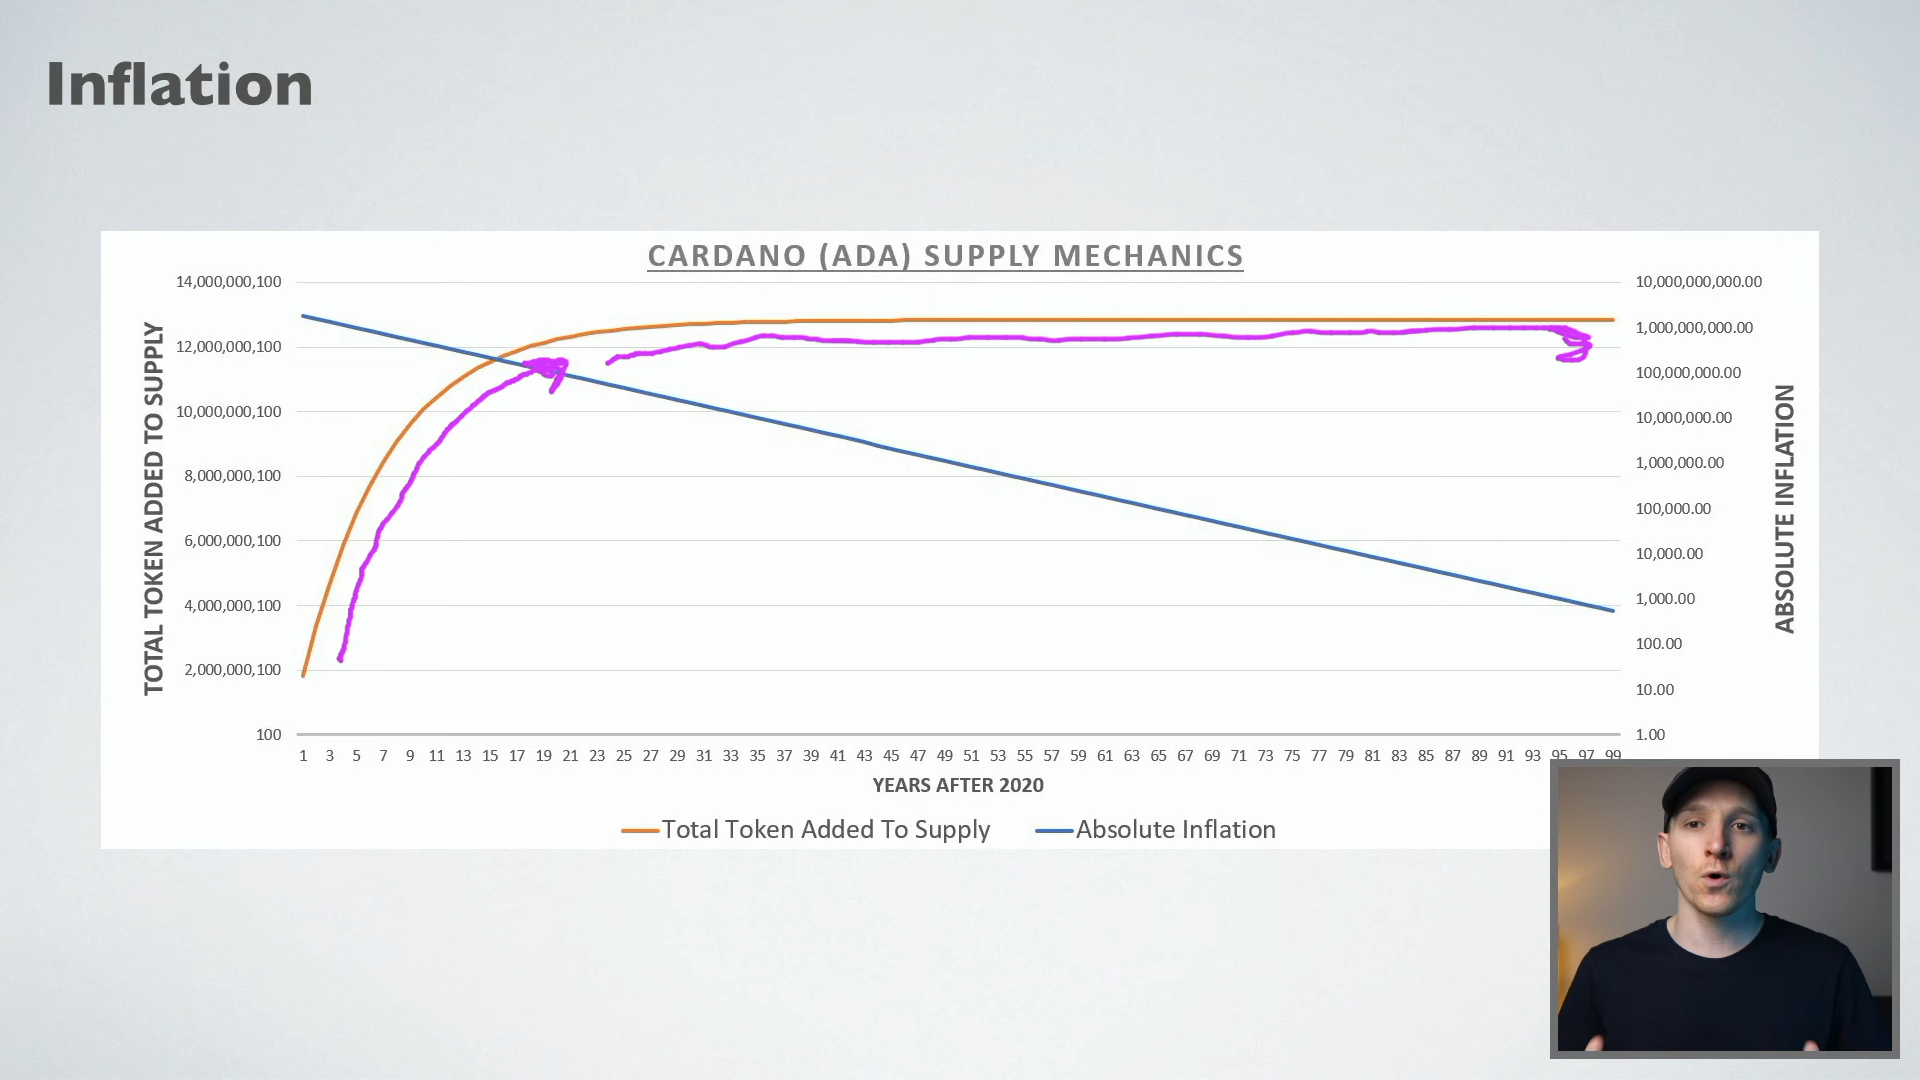 Inflation
CARDANO (ADA) SUPPLY MECHANICS
TOTAL TOKEN ADDED TO SUPPLY
14,000,000,100
12,000,000,100
10,000,000,100
8,000,000,100
6,000,000,100
4,000,000,100
2,000,000,100
100
10,000,000,000.00
1,000,000,000.00
100,000,000.00
10,000,000.00
1,000,000.00
100,000.00
10,000.00
1,000.00
100.00
10.00
1.00
ABSOLUTE INFLATION
1 3 5 7 9 11 13 15 17 19 21 23 25 27 29 31 33 35 37 39 41 43 45 47 49 51 53 55 57 59 61 63 65 67 69 71 73 75 77 79 81 83 85 87 89 91 93 95 97 99
YEARS AFTER 2020
Total Token Added To Supply Absolute Inflation